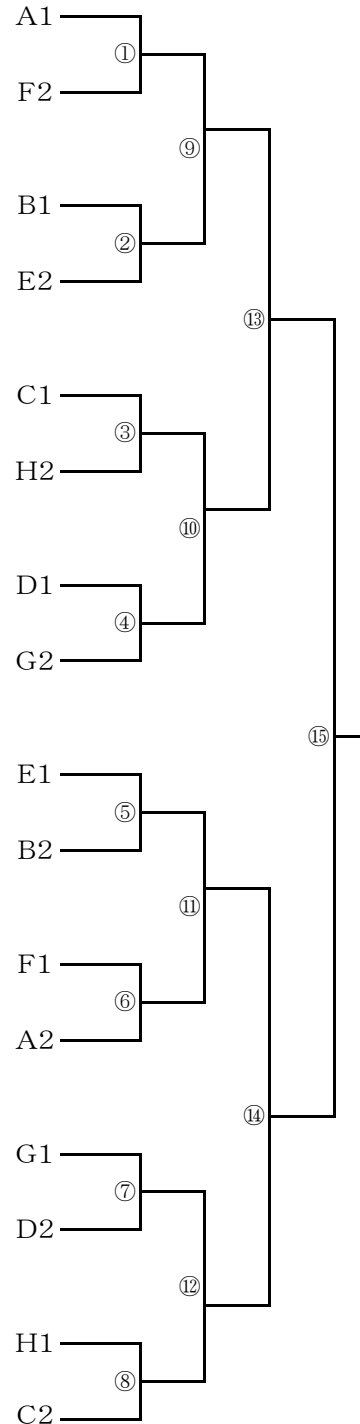 A1
①
F2
⑨
B1
②
E2
⑬
C1
③
H2
⑩
D1
④
G2
⑮
E1
⑤
B2
⑪
F1
⑥
A2
⑭
G1
⑦
D2
⑫
H1
⑧
C2